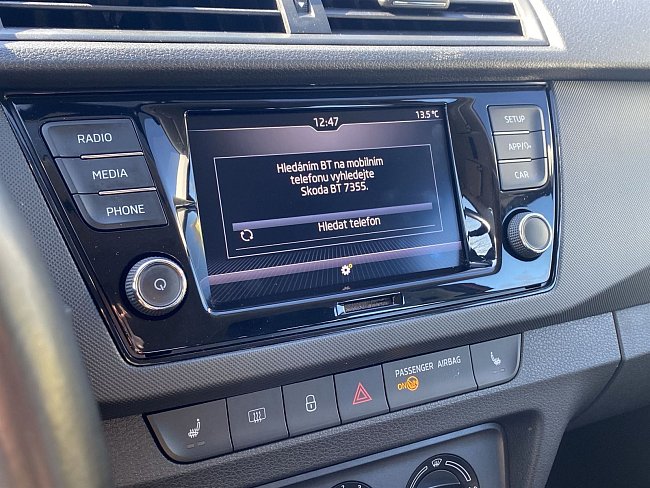 12:47
13.5 °C
RADIO
MEDIA
PHONE
Hledáním BT na mobilním
telefonu vyhledejte
Skoda BT 7355.
Hledat telefon
SETUP
APP/
CAR
PASSENGER AIRBAG
ON